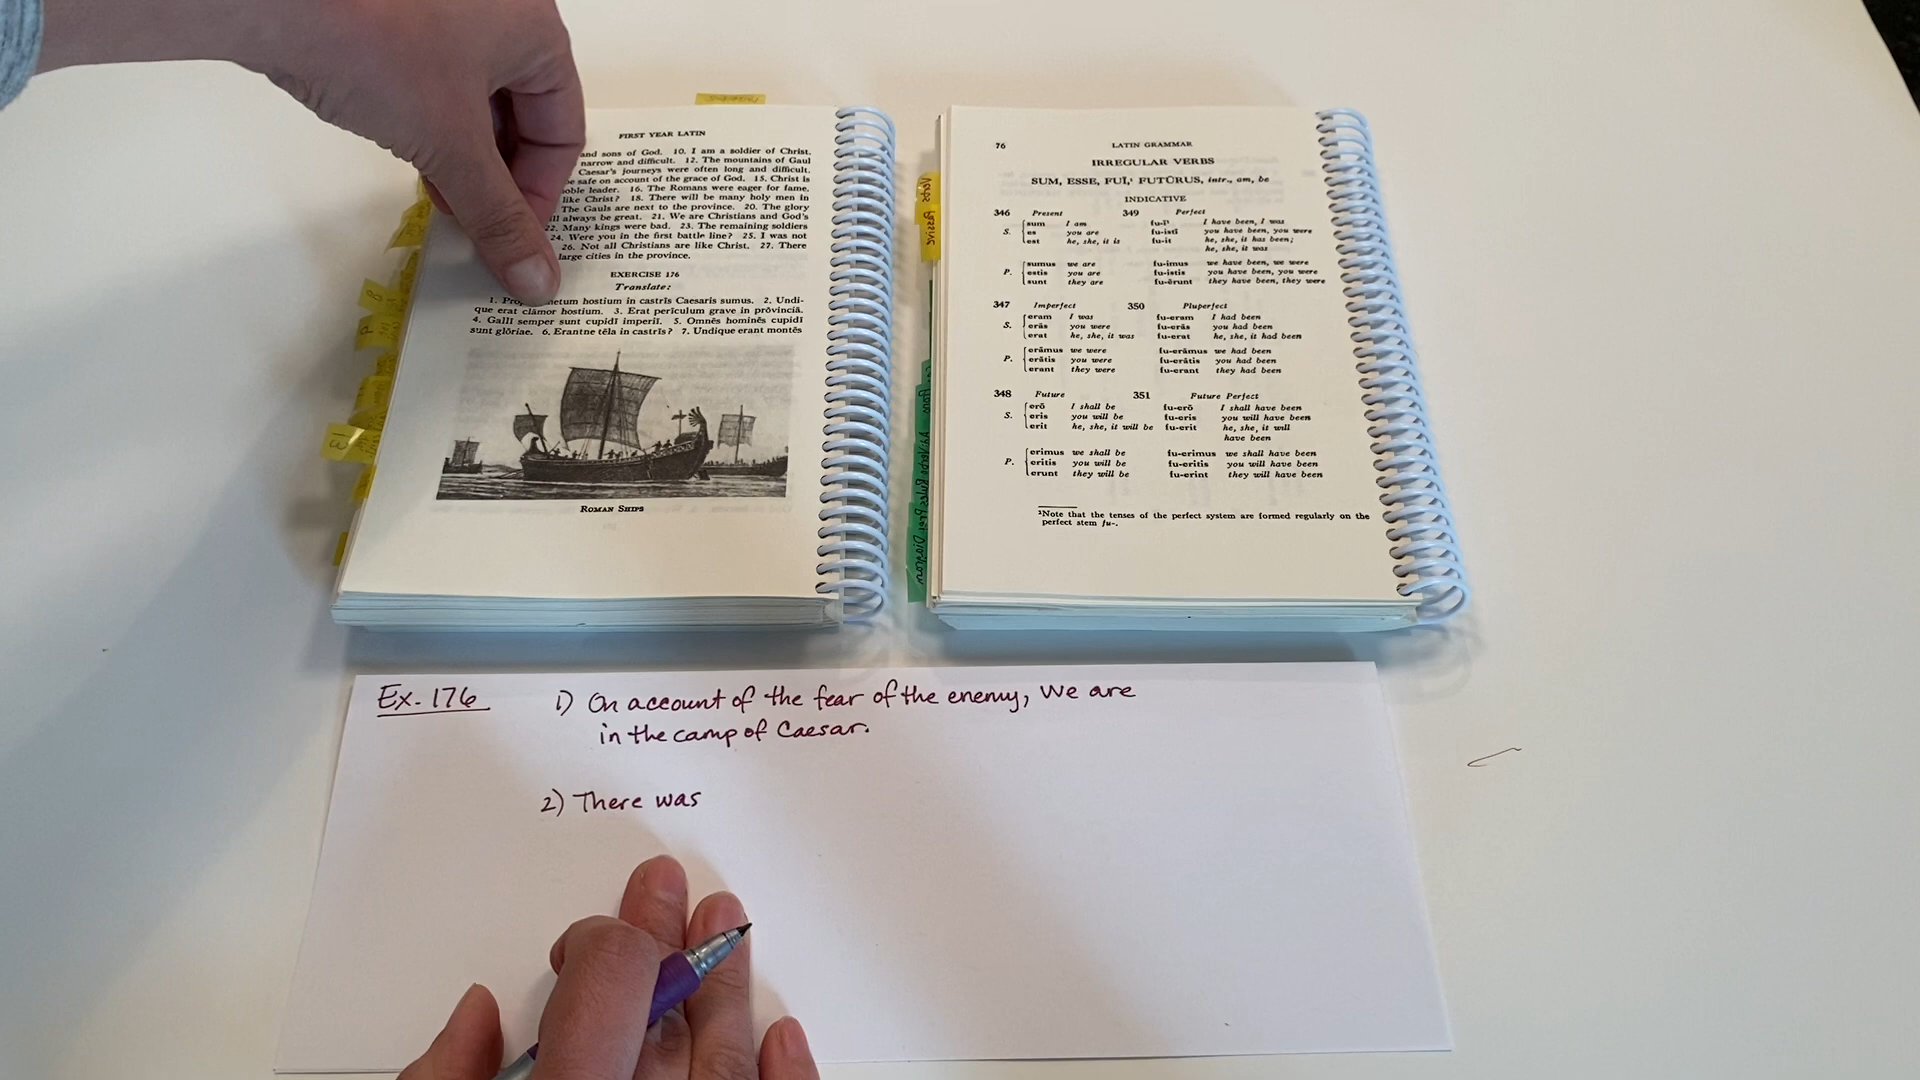 FIRST YEAR LATIN
and sons of God. 10. I am a soldier of Christ.
narrow and difficult. 12. The mountains of Gaul
Caesar's journeys were often long and difficult.
safe on account of the grace of God. 15. Christ is
noble leader. 16. The Romans were eager for fame.
like Christ? 18. There will be many holy men in
The Gauls are next to the province. 20. The glory
always be great. 21. We are Christians and God's
22. Many kings were bad. 23. The remaining soldiers
24. Were you in the first battle line? 25. I was not
26. Not all Christians are like Christ. 27. There
large cities in the province.
EXERCISE 176
Translate:
1. hostium in castrīs Caesaris sumus. 2. Undi-
que erat clāmor hostium. 3. Erat perīculum grave in prōvinciā.
4. Gallī semper sunt cupidī imperiī. 5. Omnēs hominēs cupidī
sunt glōriae. 6. Erantne tēla in castrīs? 7. Undique erant montēs
ROMAN SHIPS
76 LATIN GRAMMAR
IRREGULAR VERBS
SUM, ESSE, FUĪ,¹ FUTŪRUS, intr., am, be
INDICATIVE
346 Present 349 Perfect
sum I am fu-ī I have been, I was
S. es you are fu-istī you have been, you were
est he, she, it is fu-it he, she, it has been;
he, she, it was
sumus we are fu-imus we have been, we were
P. estis you are fu-istis you have been, you were
sunt they are fu-ērunt they have been, they were
347 Imperfect 350 Pluperfect
eram I was fu-eram I had been
S. erās you were fu-erās you had been
erat he, she, it was fu-erat he, she, it had been
erāmus we were fu-erāmus we had been
P. erātis you were fu-erātis you had been
erant they were fu-erant they had been
348 Future 351 Future Perfect
erō I shall be fu-erō I shall have been
S. eris you will be fu-eris you will have been
erit he, she, it will be fu-erit he, she, it will
have been
erimus we shall be fu-erimus we shall have been
P. eritis you will be fu-eritis you will have been
erunt they will be fu-erint they will have been
¹Note that the tenses of the perfect system are formed regularly on the
perfect stem fu-.
Ex. 176 1) On account of the fear of the enemy, we are
in the camp of Caesar.
2) There was